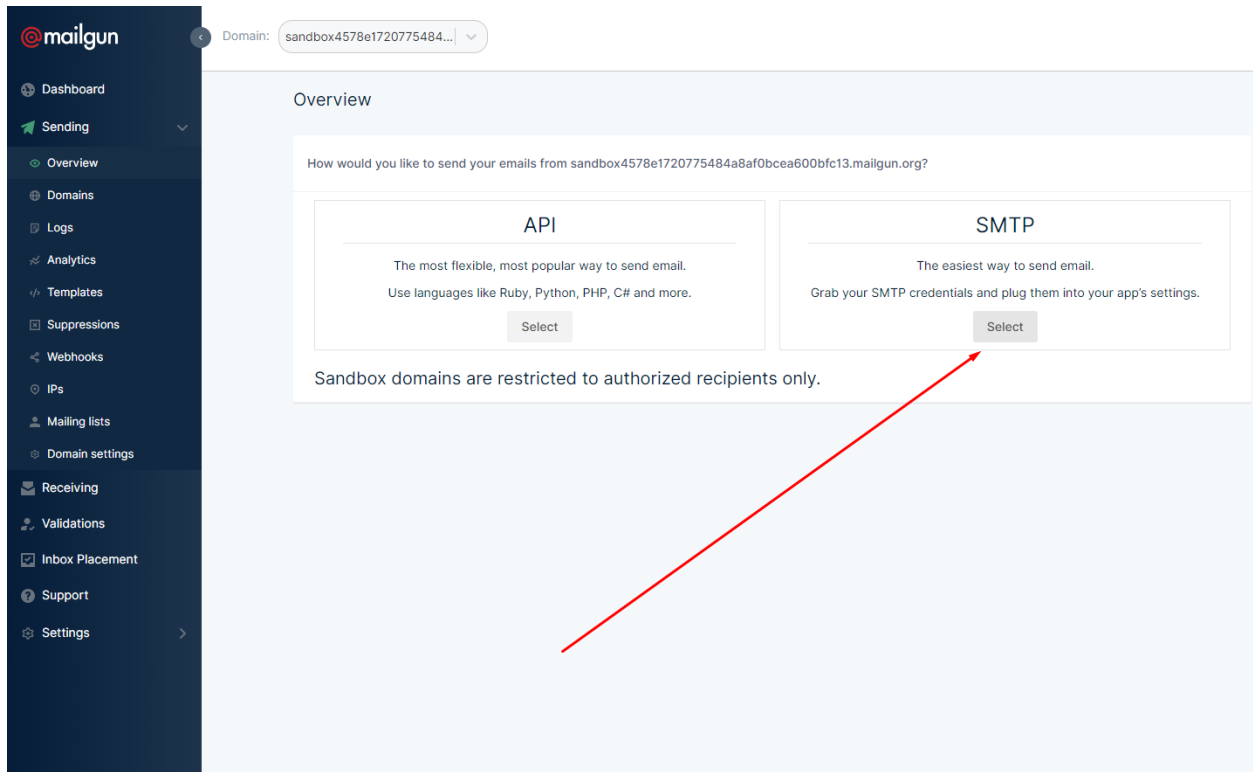 @mailgun
Domain: sandbox4578e1720775484...
Dashboard
Sending
Overview
Domains
Logs
Analytics
Templates
Suppressions
Webhooks
IPs
Mailing lists
Domain settings
Receiving
Validations
Inbox Placement
Support
Settings
Overview
How would you like to send your emails from sandbox4578e1720775484a8af0bcea600bfc13.mailgun.org?
API
The most flexible, most popular way to send email.
Use languages like Ruby, Python, PHP, C# and more.
Select
SMTP
The easiest way to send email.
Grab your SMTP credentials and plug them into your app's settings.
Select
Sandbox domains are restricted to authorized recipients only.